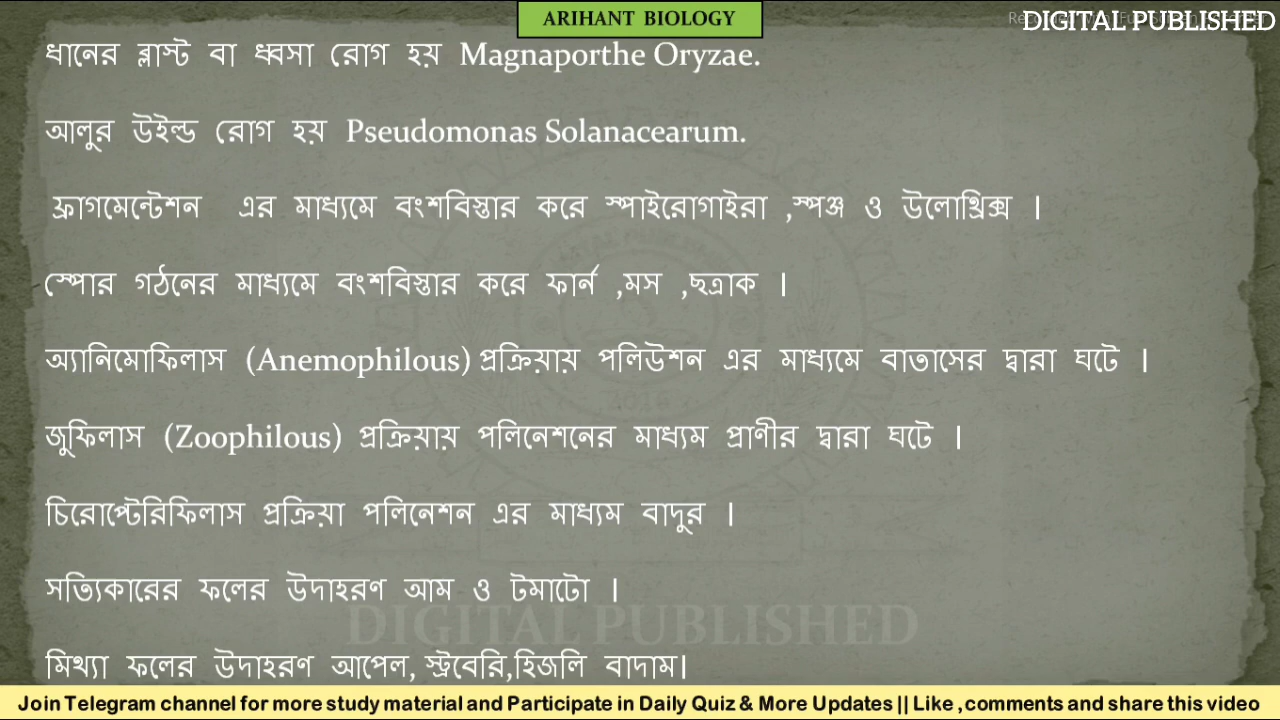 ARIHANT BIOLOGY
DIGITAL PUBLISHED
ধানের ব্লাস্ট বা ধ্বসা রোগ হয় Magnaporthe Oryzae.
আলুর উইল্ড রোগ হয় Pseudomonas Solanacearum.
ফ্রাগমেন্টেশন এর মাধ্যমে বংশবিস্তার করে স্পাইরোগাইরা ,স্পঞ্জ ও উলোথ্রিক্স ।
স্পোর গঠনের মাধ্যমে বংশবিস্তার করে ফার্ন ,মস ,ছত্রাক ।
অ্যানিমোফিলাস (Anemophilous) প্রক্রিয়ায় পলিউশন এর মাধ্যমে বাতাসের দ্বারা ঘটে ।
জুফিলাস (Zoophilous) প্রক্রিয়ায় পলিনেশনের মাধ্যম প্রাণীর দ্বারা ঘটে ।
চিরোপ্টেরিফিলাস প্রক্রিয়া পলিনেশন এর মাধ্যম বাদুর ।
সত্যিকারের ফলের উদাহরণ আম ও টমাটো ।
DIGITAL PUBLISHED
মিথ্যা ফলের উদাহরণ আপেল, স্ট্রবেরি,হিজলি বাদাম।
Join Telegram channel for more study material and Participate in Daily Quiz & More Updates || Like ,comments and share this video